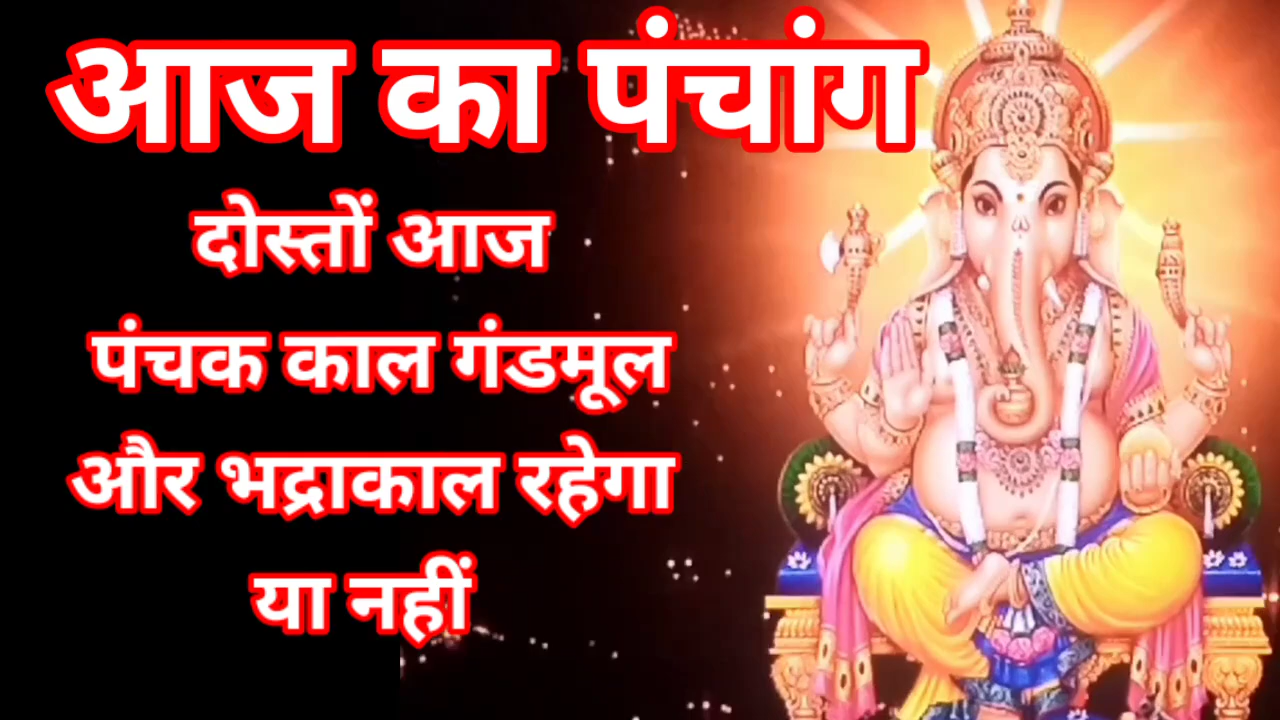 आज का पंचांग
दोस्तों आज
पंचक काल गंडमूल
और भद्राकाल रहेगा
या नहीं